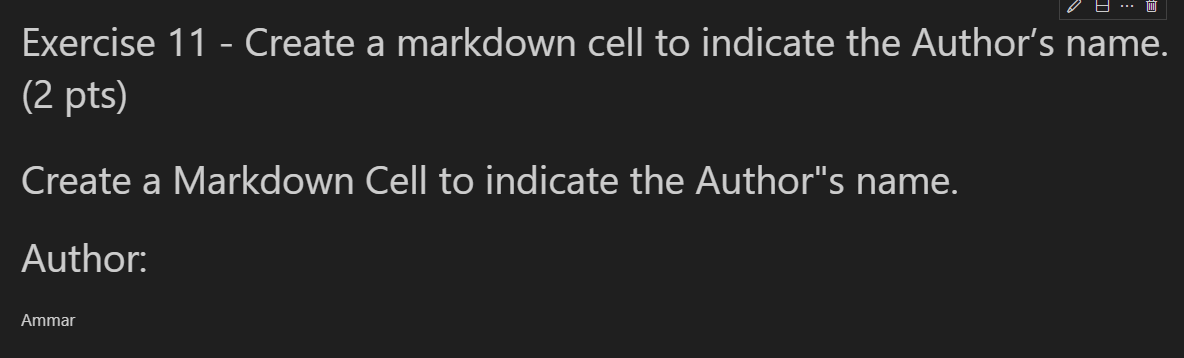 Exercise 11 - Create a markdown cell to indicate the Author’s name.
(2 pts)
Create a Markdown Cell to indicate the Author"s name.
Author:
Ammar